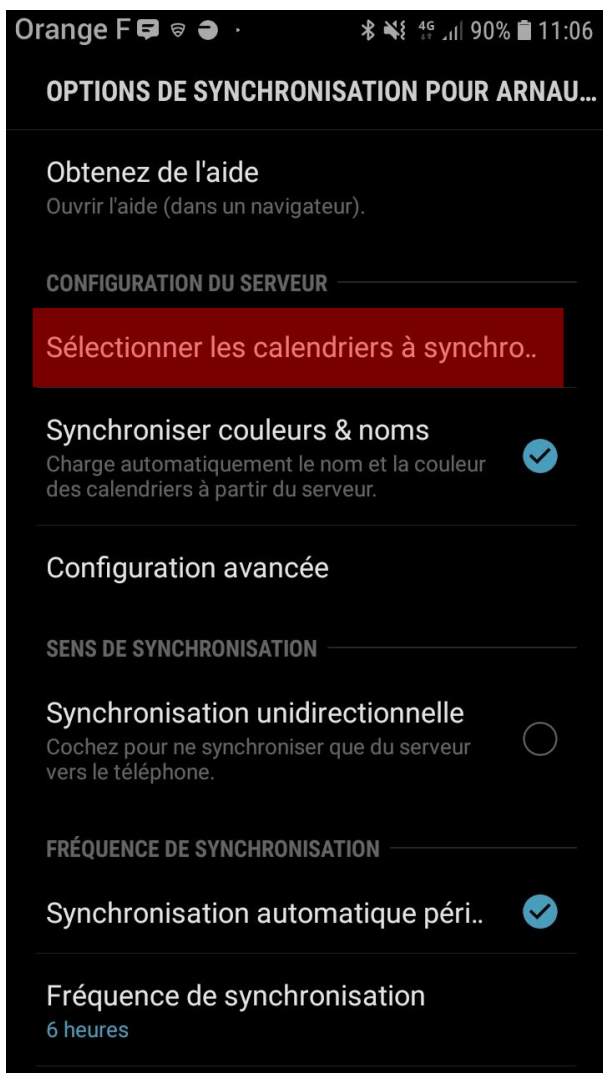 Orange F 4G 90% 11:06
OPTIONS DE SYNCHRONISATION POUR ARNAU...
Obtenez de l'aide
Ouvrir l'aide (dans un navigateur).
CONFIGURATION DU SERVEUR
Sélectionner les calendriers à synchro..
Synchroniser couleurs & noms
Charge automatiquement le nom et la couleur
des calendriers à partir du serveur.
Configuration avancée
SENS DE SYNCHRONISATION
Synchronisation unidirectionnelle
Cochez pour ne synchroniser que du serveur
vers le téléphone.
FRÉQUENCE DE SYNCHRONISATION
Synchronisation automatique péri..
Fréquence de synchronisation
6 heures